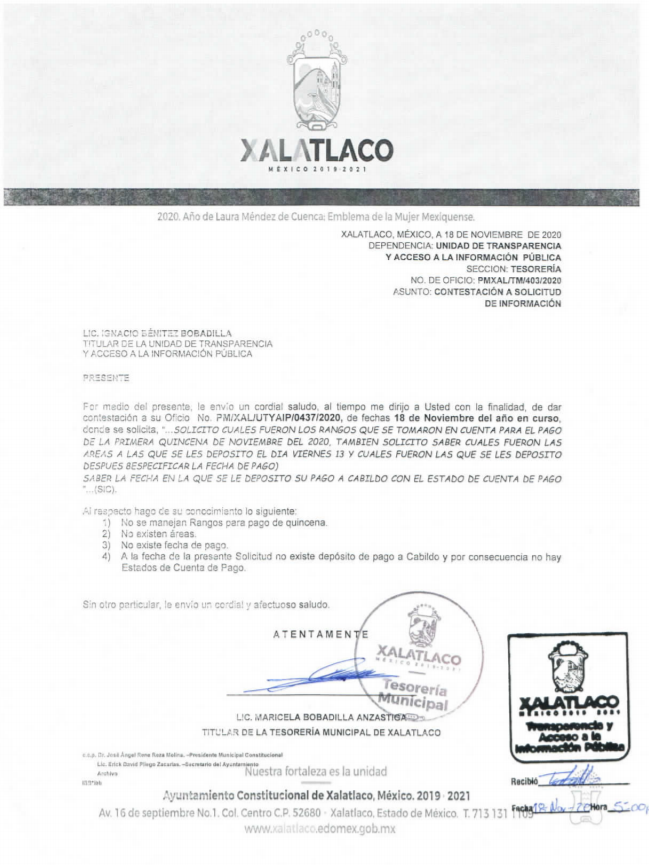 XALATLACO
MÉXICO 2019-2021
2020. Año de Laura Méndez de Cuenca; Emblema de la Mujer Mexiquense.
XALATLACO, MÉXICO, A 18 DE NOVIEMBRE DE 2020
DEPENDENCIA: UNIDAD DE TRANSPARENCIA
Y ACCESO A LA INFORMACIÓN PÚBLICA
SECCION: TESORERÍA
NO. DE OFICIO: PMXAL/TM/403/2020
ASUNTO: CONTESTACIÓN A SOLICITUD
DE INFORMACIÓN
LIC. IGNACIO BÉNITEZ BOBADILLA
TITULAR DE LA UNIDAD DE TRANSPARENCIA
Y ACCESO A LA INFORMACIÓN PÚBLICA
PRESENTE
Por medio del presente, le envío un cordial saludo, al tiempo me dirijo a Usted con la finalidad, de dar
contestación a su Oficio No. PM/XAL/UTYAIP/0437/2020, de fechas 18 de Noviembre del año en curso,
donde se solicita, "...SOLICITO CUALES FUERON LOS RANGOS QUE SE TOMARON EN CUENTA PARA EL PAGO
DE LA PRIMERA QUINCENA DE NOVIEMBRE DEL 2020, TAMBIEN SOLICITO SABER CUALES FUERON LAS
AREAS A LAS QUE SE LES DEPOSITO EL DIA VIERNES 13 Y CUALES FUERON LAS QUE SE LES DEPOSITO
DESPUES 8ESPECIFICAR LA FECHA DE PAGO)
SABER LA FECHA EN LA QUE SE LE DEPOSITO SU PAGO A CABILDO CON EL ESTADO DE CUENTA DE PAGO
"...(SIC).
Al respecto hago de su conocimiento lo siguiente:
1) No se manejan Rangos para pago de quincena.
2) No existen áreas.
3) No existe fecha de pago.
4) A la fecha de la presente Solicitud no existe depósito de pago a Cabildo y por consecuencia no hay
Estados de Cuenta de Pago.
Sin otro particular, le envío un cordial y afectuoso saludo.
ATENTAMENTE
XALATLACO
MÉXICO 2019-2021
Tesorería
Municipal
LIC. MARICELA BOBADILLA ANZASTIGA
TITULAR DE LA TESORERÍA MUNICIPAL DE XALATLACO
XALATLACO
MÉXICO 2019 - 2021
Transparencia y
Acceso a la
Información Pública
Recibió
Fecha 18-Nov-20 Hora 5:00
c.c.p. Dr. José Ángel Roza Molina. –Presidente Municipal Constitucional
Lic. Erick David Pliego Zacarías. –Secretario del Ayuntamiento
Archivo
Nuestra fortaleza es la unidad
Ayuntamiento Constitucional de Xalatlaco, México. 2019 - 2021
Av. 16 de septiembre No.1. Col. Centro C.P. 52680 · Xalatlaco, Estado de México. T. 713 131 1109
www.xalatlaco.edomex.gob.mx